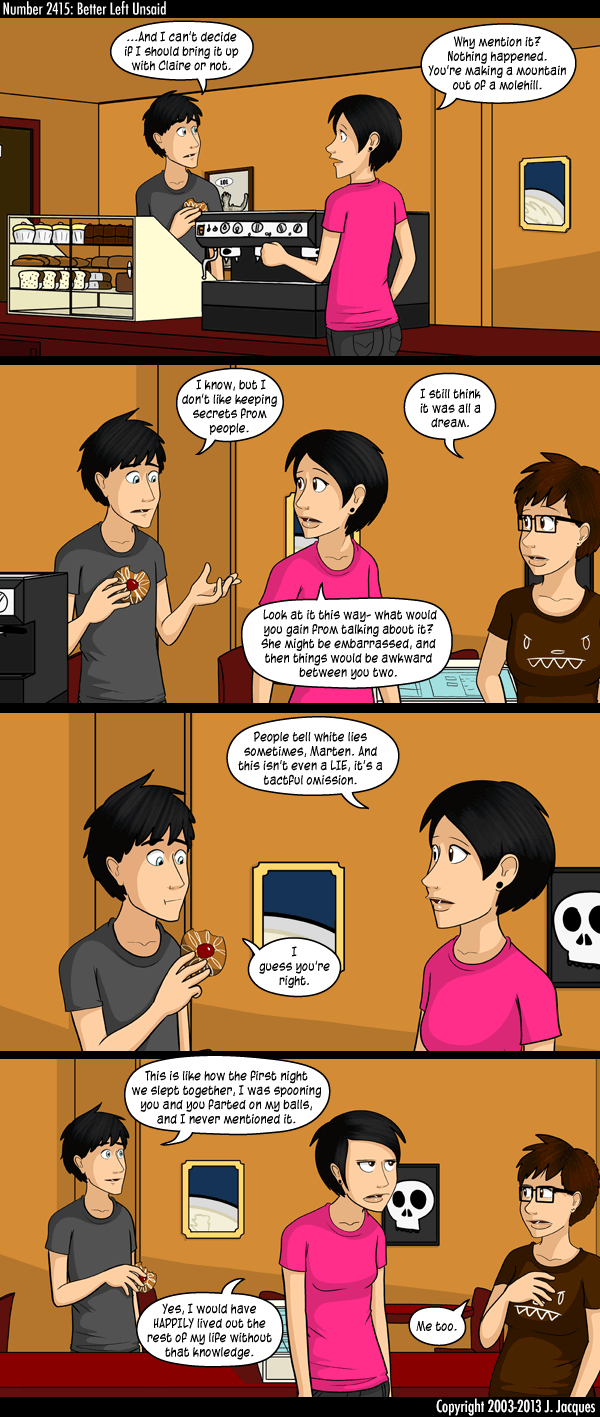 Number 2415: Better Left Unsaid
...And I can't decide
if I should bring it up
with Claire or not.
Why mention it?
Nothing happened.
You're making a mountain
out of a molehill.
LOL
I know, but I
don't like keeping
secrets from
people.
I still think
it was all a
dream.
Look at it this way- what would
you gain from talking about it?
She might be embarrassed, and
then things would be awkward
between you two.
People tell white lies
sometimes, Marten. And
this isn't even a LIE, it's a
tactful omission.
I
guess you're
right.
This is like how the first night
we slept together, I was spooning
you and you farted on my balls,
and I never mentioned it.
Yes, I would have
HAPPILY lived out the
rest of my life without
that knowledge.
Me too.
Copyright 2003-2013 J. Jacques